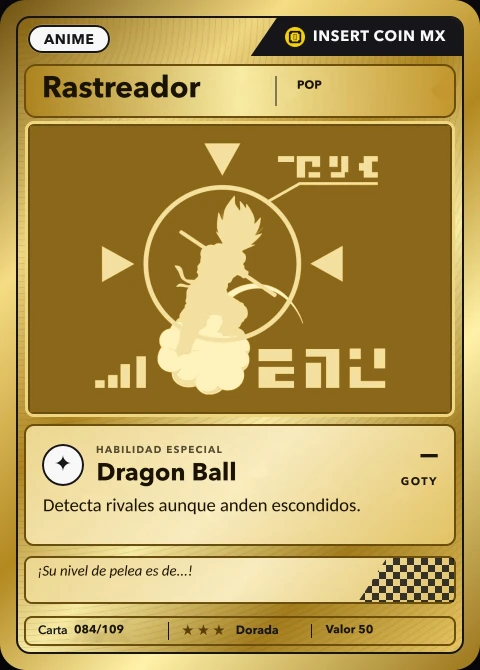 ANIME
INSERT COIN MX
Rastreador
POP
HABILIDAD ESPECIAL
Dragon Ball
–
GOTY
Detecta rivales aunque anden escondidos.
¡Su nivel de pelea es de...!
Carta 084/109
★★★ Dorada
Valor 50